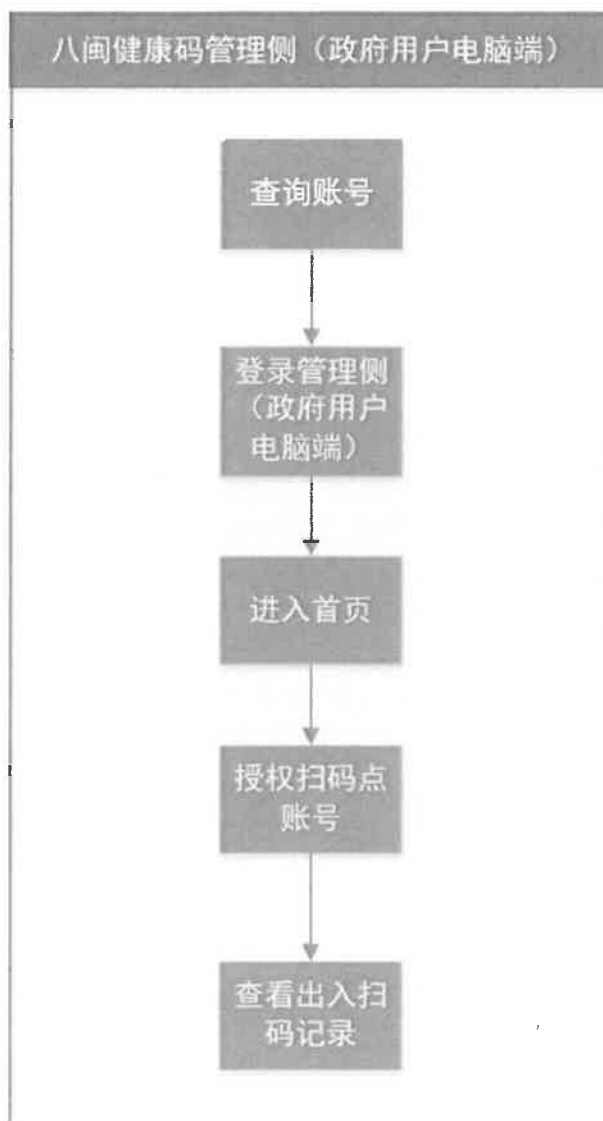 八闽健康码管理侧（政府用户电脑端）
查询账号
登录管理侧
（政府用户
电脑端）
进入首页
授权扫码点
账号
查看出入扫
码记录